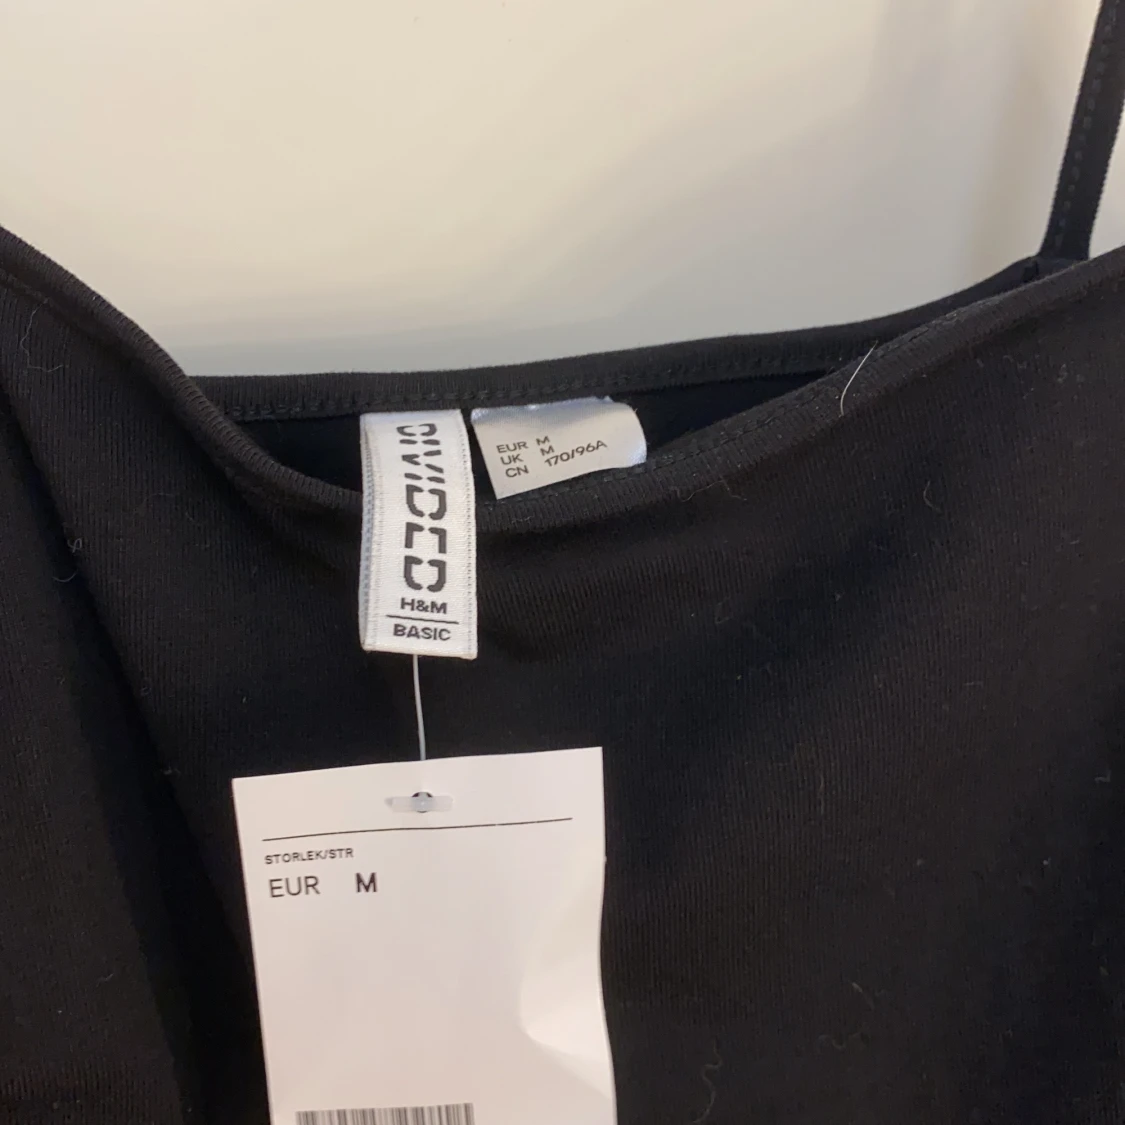 DIVIDED
H&M
BASIC
EUR M
UK M
CN 170/96A
STORLEK/STR
EUR M